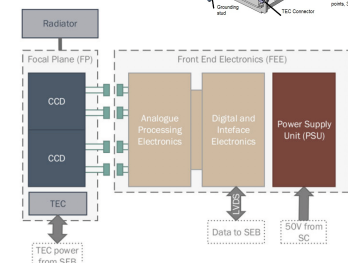 Grounding
stud
TEC Connector
points, 3
Radiator
Focal Plane (FP)
Front End Electronics (FEE)
CCD
CCD
TEC
Analogue
Processing
Electronics
Digital and
Inteface
Electronics
Power Supply
Unit (PSU)
LVDS
Data to SEB
50V from
SC
TEC power
from SEB